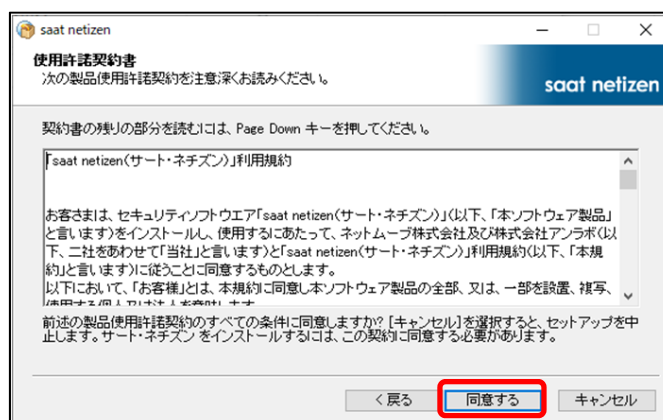 saat netizen
使用許諾契約書
次の製品使用許諾契約を注意深くお読みください。
saat netizen
契約書の残りの部分を読むには、Page Down キーを押してください。
「saat netizen(サート・ネチズン)」利用規約
お客さまは、セキュリティソフトウエア「saat netizen(サート・ネチズン)」(以下、「本ソフトウェア製品」
と言います)をインストールし、使用するにあたって、ネットムーブ株式会社及び株式会社アンラボ(以
下、二社をあわせて「当社」と言います)と「saat netizen(サート・ネチズン)」利用規約(以下、「本規
約」と言います)に従うことに同意するものとします。
以下において、「お客様」とは、本規約に同意し本ソフトウェア製品の全部、又は、一部を設置、複写、
使用する個人又は法人を意味します。
前述の製品使用許諾契約のすべての条件に同意しますか? [キャンセル]を選択すると、セットアップを中
止します。サート・ネチズン をインストールするには、この契約に同意する必要があります。
< 戻る 同意する キャンセル